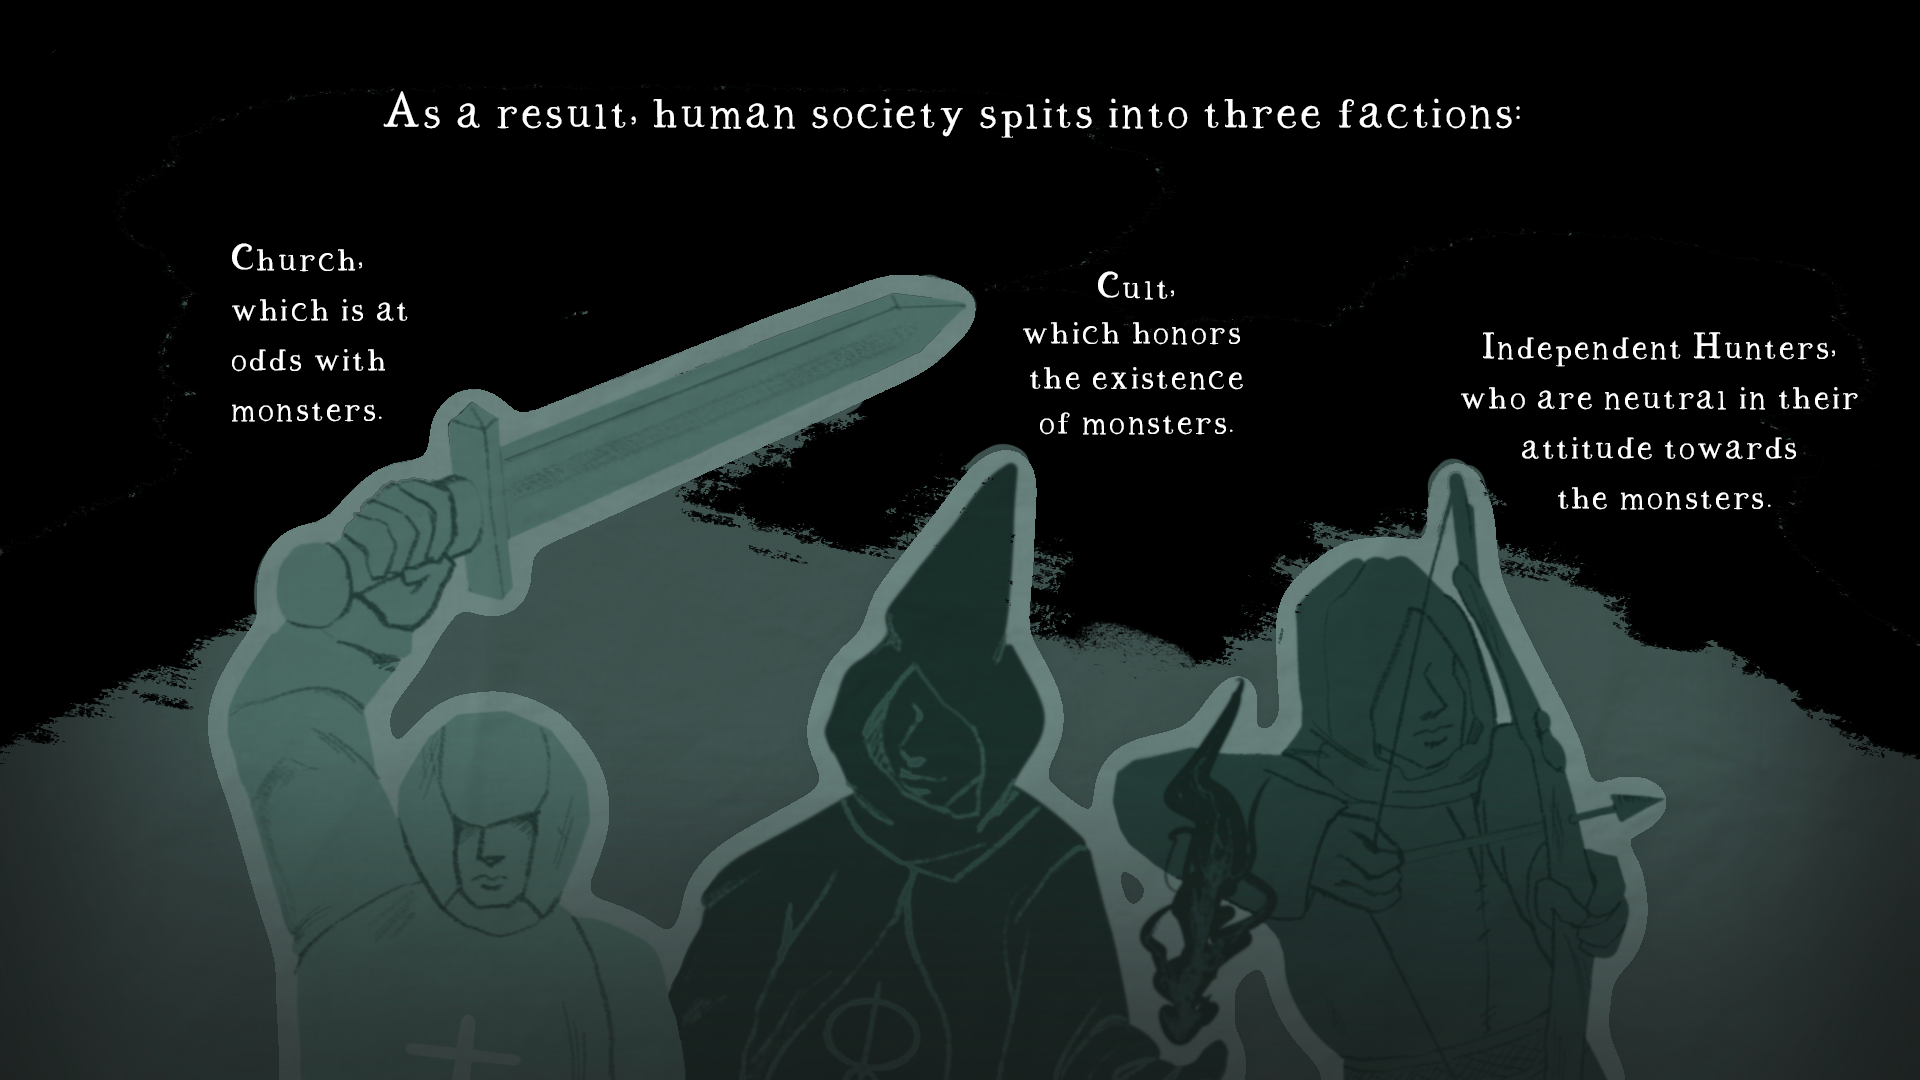 As a result, human society splits into three factions:
Church,
which is at
odds with
monsters.
Cult,
which honors
the existence
of monsters.
Independent Hunters,
who are neutral in their
attitude towards
the monsters.